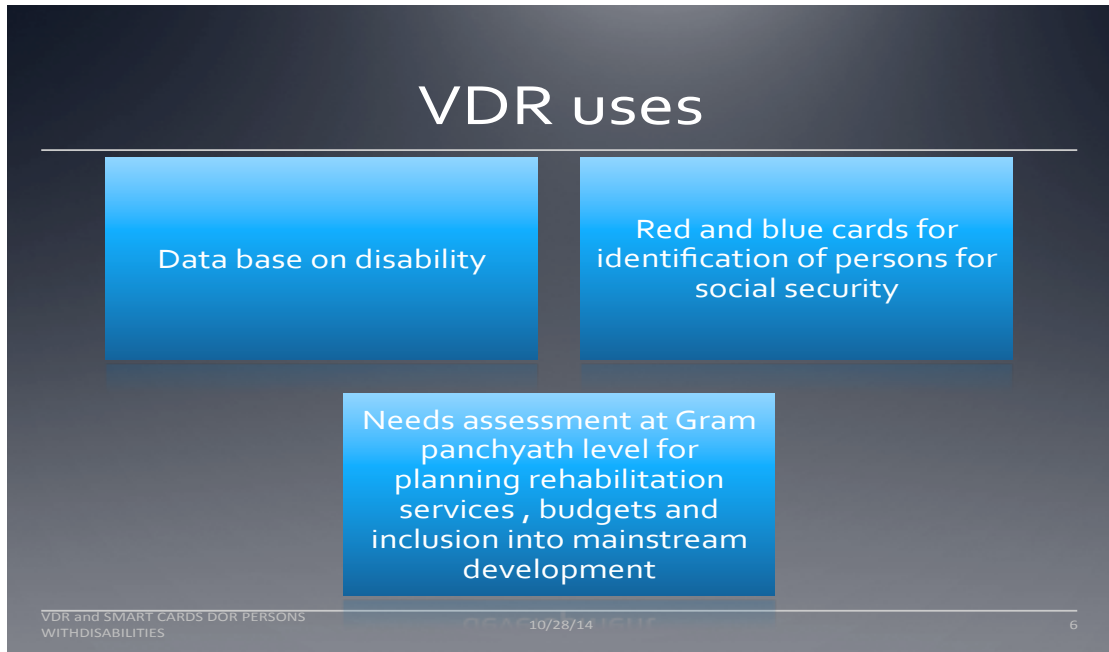 VDR uses
Data base on disability
Red and blue cards for
identification of persons for
social security
Needs assessment at Gram
panchyath level for
planning rehabilitation
services , budgets and
inclusion into mainstream
development
VDR and SMART CARDS DOR PERSONS
WITHDISABILITIES
10/28/14
6